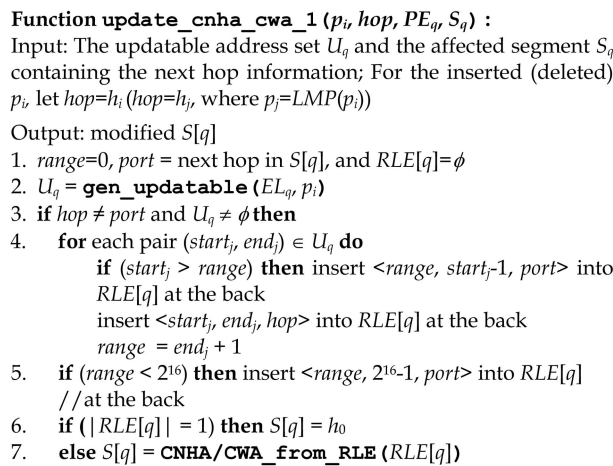 Function update_cnha_cwa_1(pi, hop, PEq, Sq) :
Input: The updatable address set Uq and the affected segment Sq
containing the next hop information; For the inserted (deleted)
pi, let hop=hi (hop=hj, where pj=LMP(pi))
Output: modified S[q]
1. range=0, port = next hop in S[q], and RLE[q]=ϕ
2. Uq = gen_updatable(ELq, pi)
3. if hop ≠ port and Uq ≠ ϕ then
4. for each pair (startj, endj) ∈ Uq do
if (startj > range) then insert <range, startj-1, port> into
RLE[q] at the back
insert <startj, endj, hop> into RLE[q] at the back
range = endj + 1
5. if (range < 2¹⁶) then insert <range, 2¹⁶-1, port> into RLE[q]
//at the back
6. if (|RLE[q]| = 1) then S[q] = h₀
7. else S[q] = CNHA/CWA_from_RLE(RLE[q])